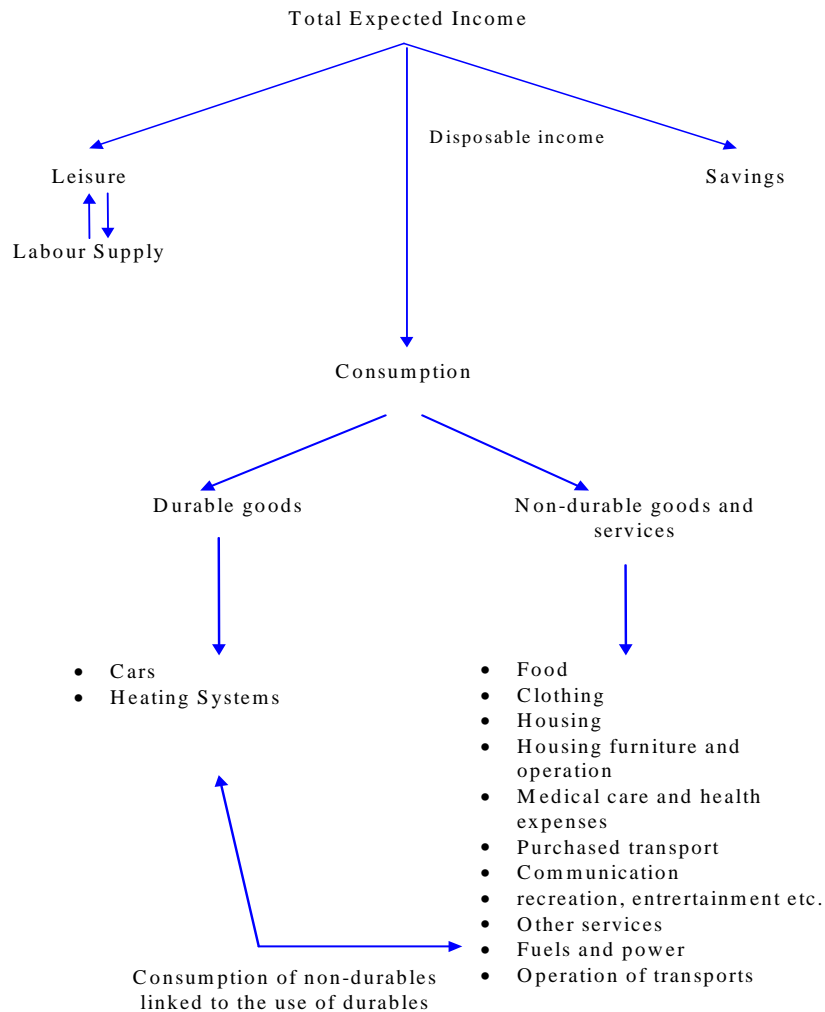 Total Expected Income
Disposable income
Leisure
Savings
Labour Supply
Consumption
Durable goods
Non-durable goods and
services
• Cars
• Heating Systems
• Food
• Clothing
• Housing
• Housing furniture and
operation
• Medical care and health
expenses
• Purchased transport
• Communication
• recreation, entrertainment etc.
• Other services
• Fuels and power
• Operation of transports
Consumption of non-durables
linked to the use of durables